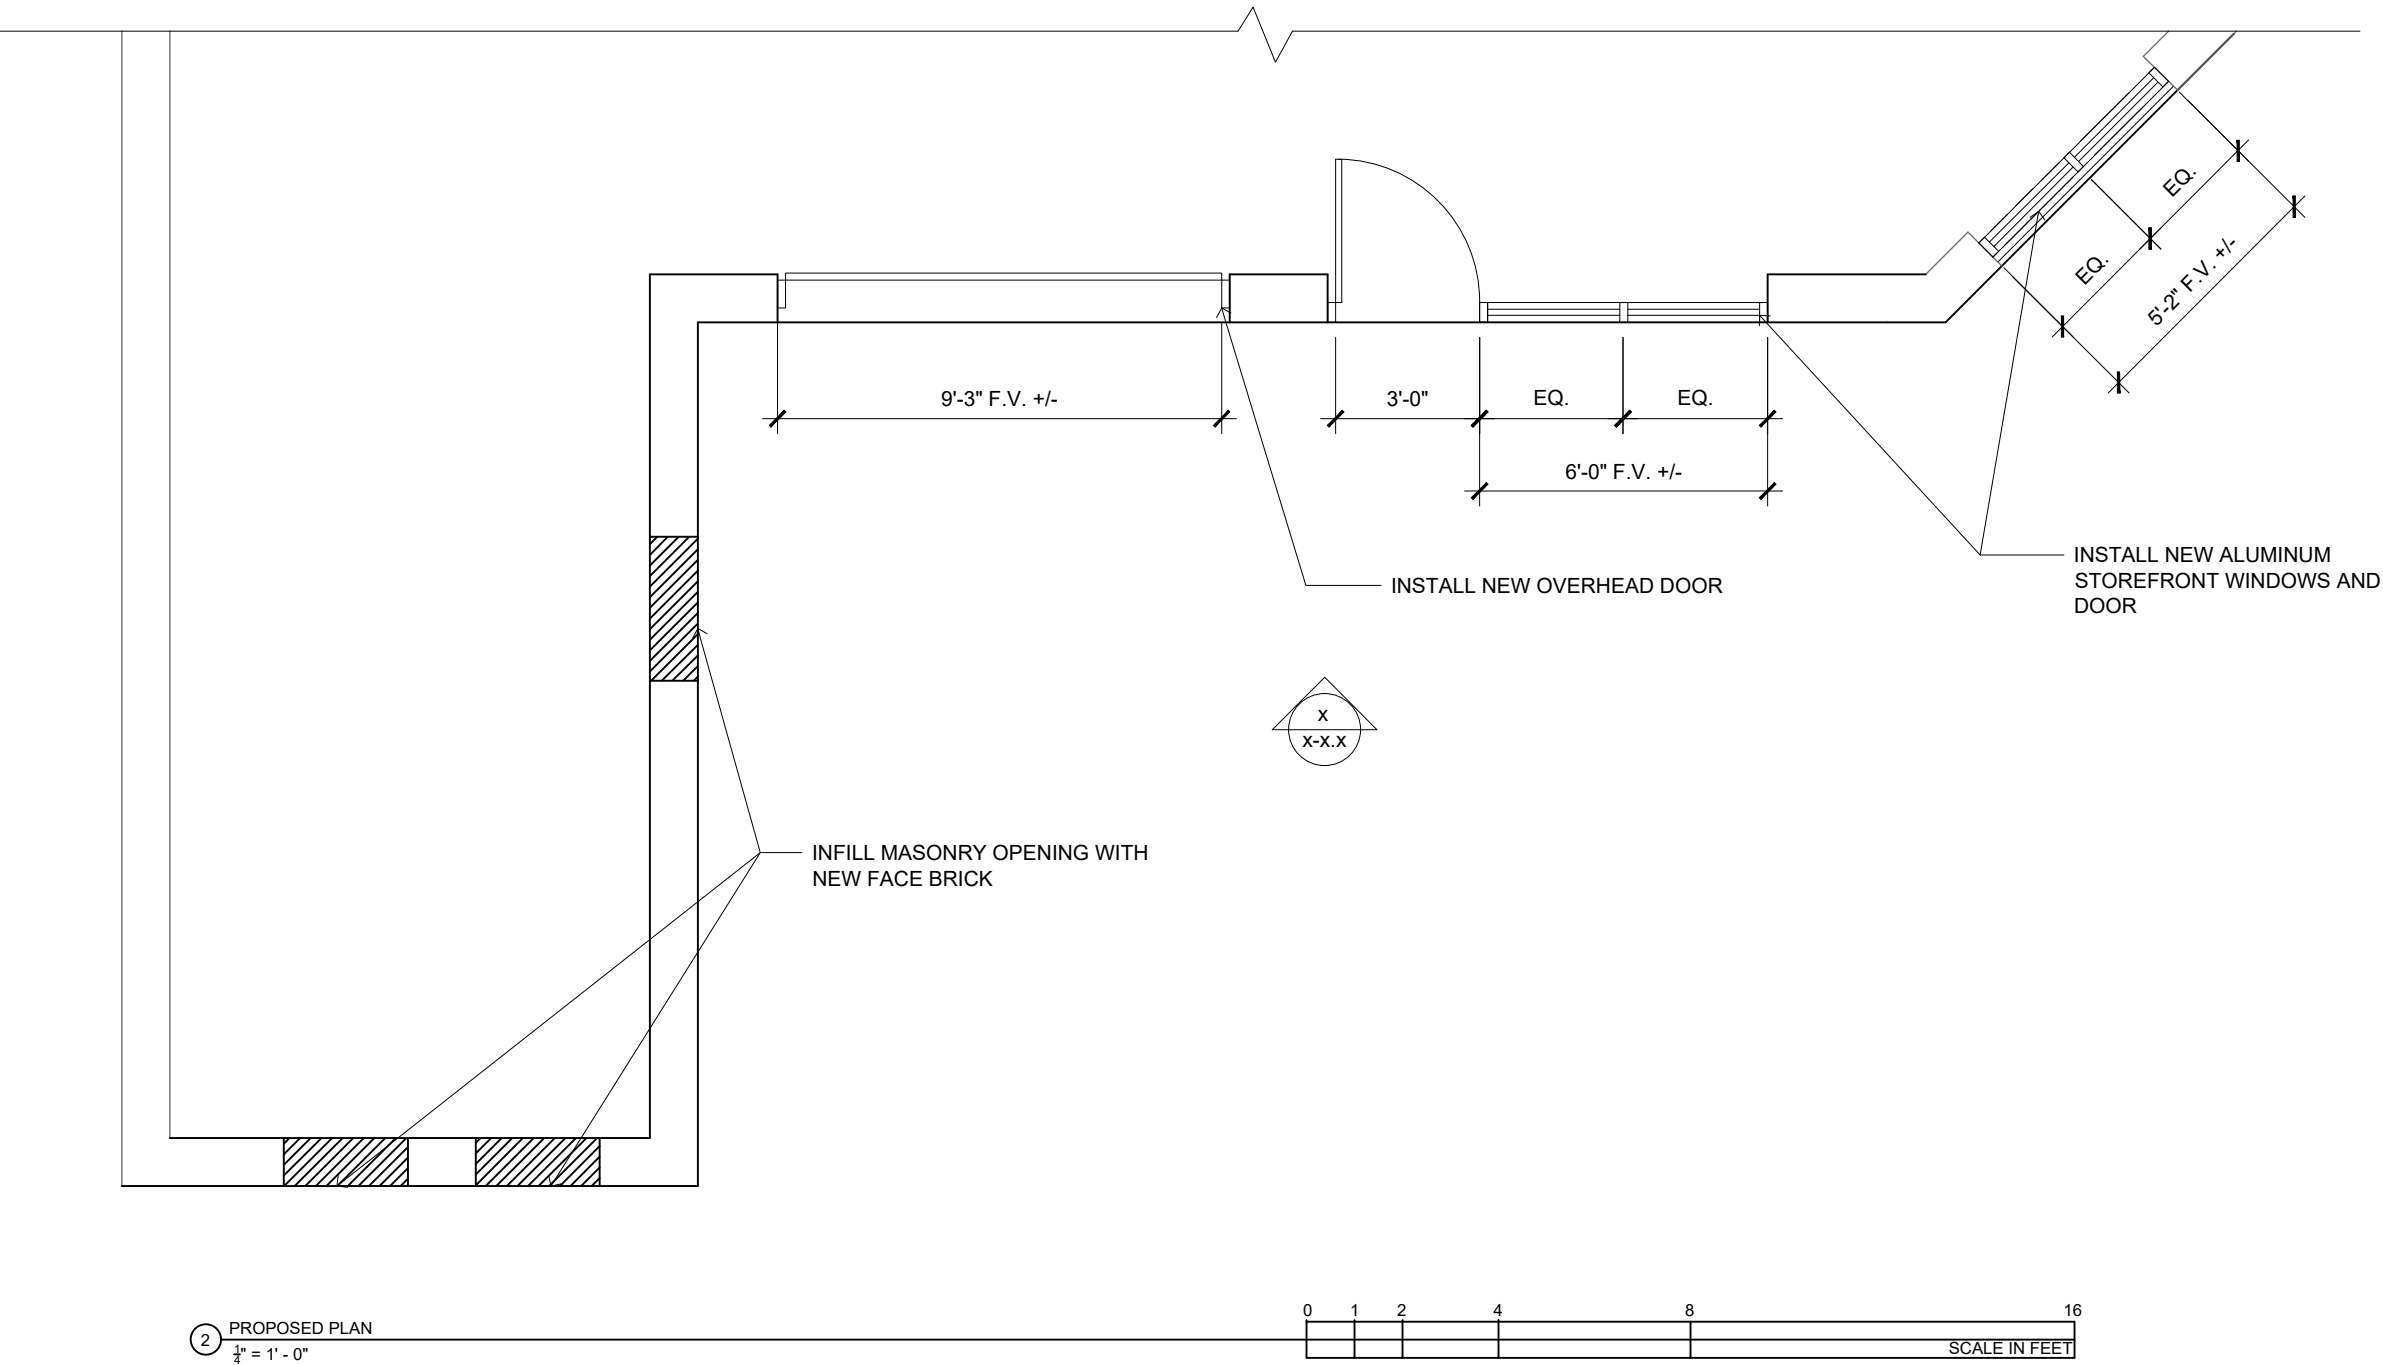 EQ.
EQ.
5'-2" F.V. +/-
9'-3" F.V. +/-
3'-0"
EQ.
EQ.
6'-0" F.V. +/-
INSTALL NEW OVERHEAD DOOR
INSTALL NEW ALUMINUM
STOREFRONT WINDOWS AND
DOOR
x
x-x.x
INFILL MASONRY OPENING WITH
NEW FACE BRICK
2
PROPOSED PLAN
1/4" = 1' - 0"
0 1 2 4 8 16
SCALE IN FEET